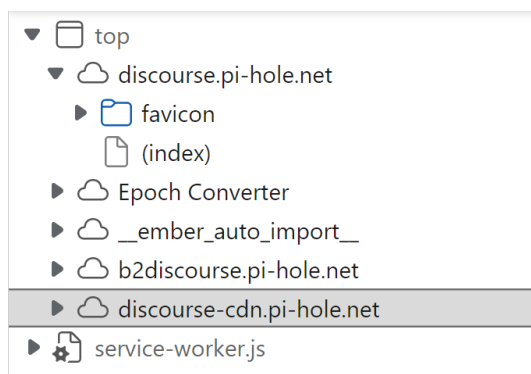 top
discourse.pi-hole.net
favicon
(index)
Epoch Converter
__ember_auto_import__
b2discourse.pi-hole.net
discourse-cdn.pi-hole.net
service-worker.js